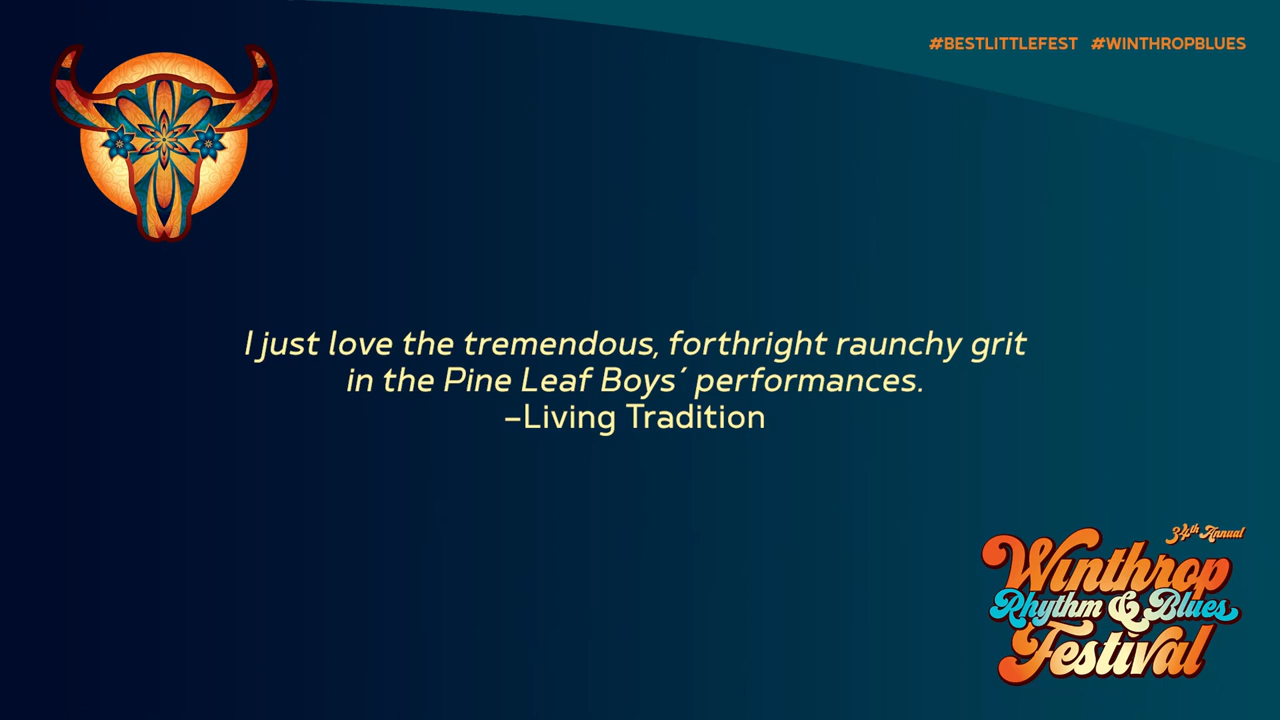 #BESTLITTLEFEST #WINTHROPBLUES
I just love the tremendous, forthright raunchy grit
in the Pine Leaf Boys´ performances.
–Living Tradition
34th Annual
Winthrop
Rhythm & Blues
Festival